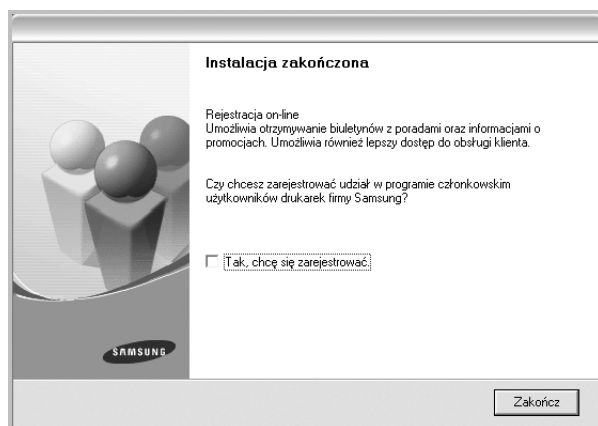 Instalacja zakończona
Rejestracja on-line
Umożliwia otrzymywanie biuletynów z poradami oraz informacjami o
promocjach. Umożliwia również lepszy dostęp do obsługi klienta.
Czy chcesz zarejestrować udział w programie członkowskim
użytkowników drukarek firmy Samsung?
Tak, chcę się zarejestrować.
SAMSUNG
Zakończ